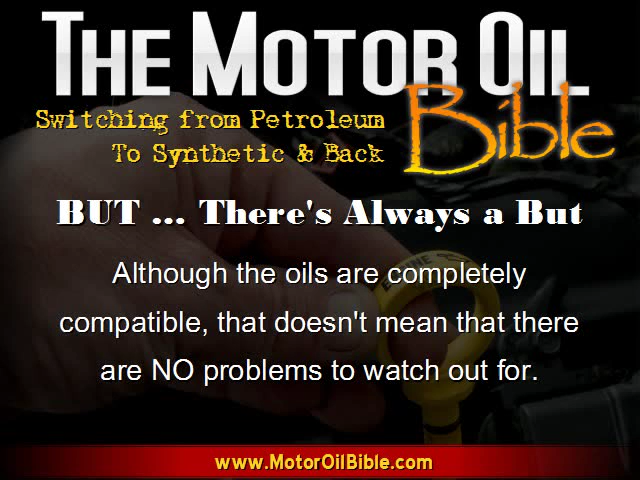 THE MOTOR OIL
Bible
Switching from Petroleum
To Synthetic & Back
BUT ... There's Always a But
Although the oils are completely
compatible, that doesn't mean that there
are NO problems to watch out for.
ENGINE
www.MotorOilBible.com